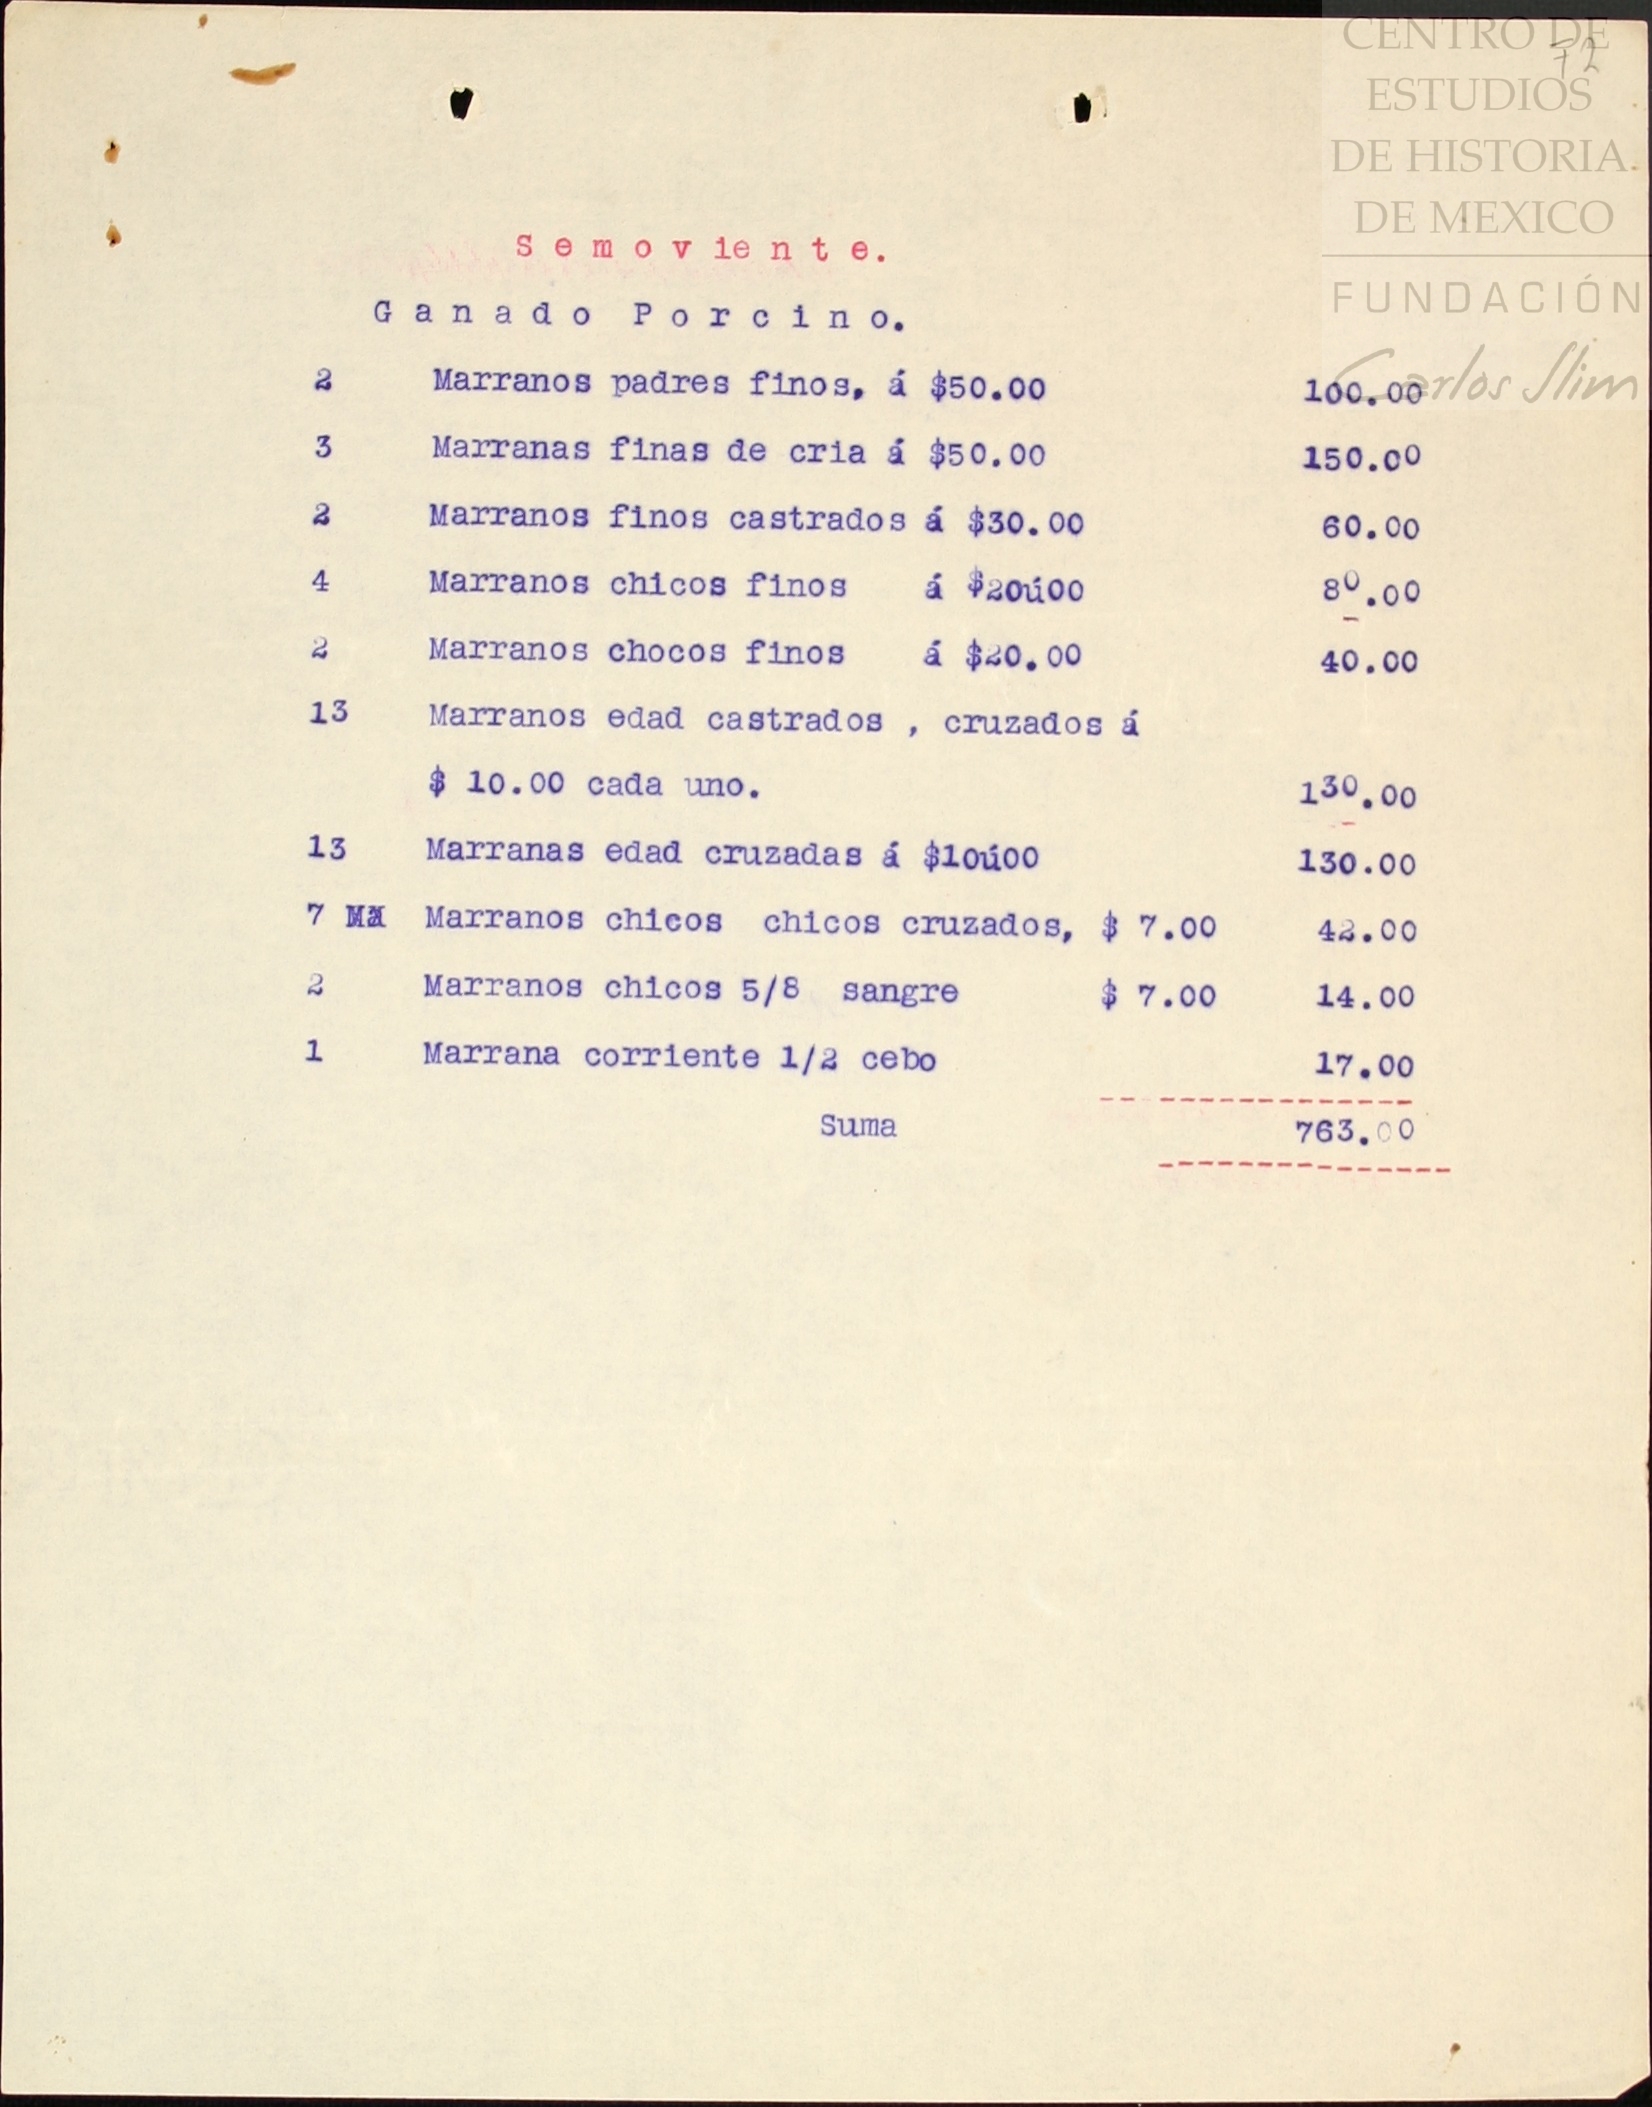 CENTRO DE
ESTUDIOS
DE HISTORIA
DE MEXICO
FUNDACIÓN
Carlos Slim
72
Semoviente.
Ganado Porcino.
2 Marranos padres finos, á $50.00 100.00
3 Marranas finas de cria á $50.00 150.00
2 Marranos finos castrados á $30.00 60.00
4 Marranos chicos finos á $20ú00 80.00
2 Marranos chocos finos á $20.00 40.00
13 Marranos edad castrados , cruzados á
$ 10.00 cada uno. 130.00
13 Marranas edad cruzadas á $10ú00 130.00
7 Marranos chicos chicos cruzados, $ 7.00 42.00
2 Marranos chicos 5/8 sangre $ 7.00 14.00
1 Marrana corriente 1/2 cebo 17.00
Suma 763.00